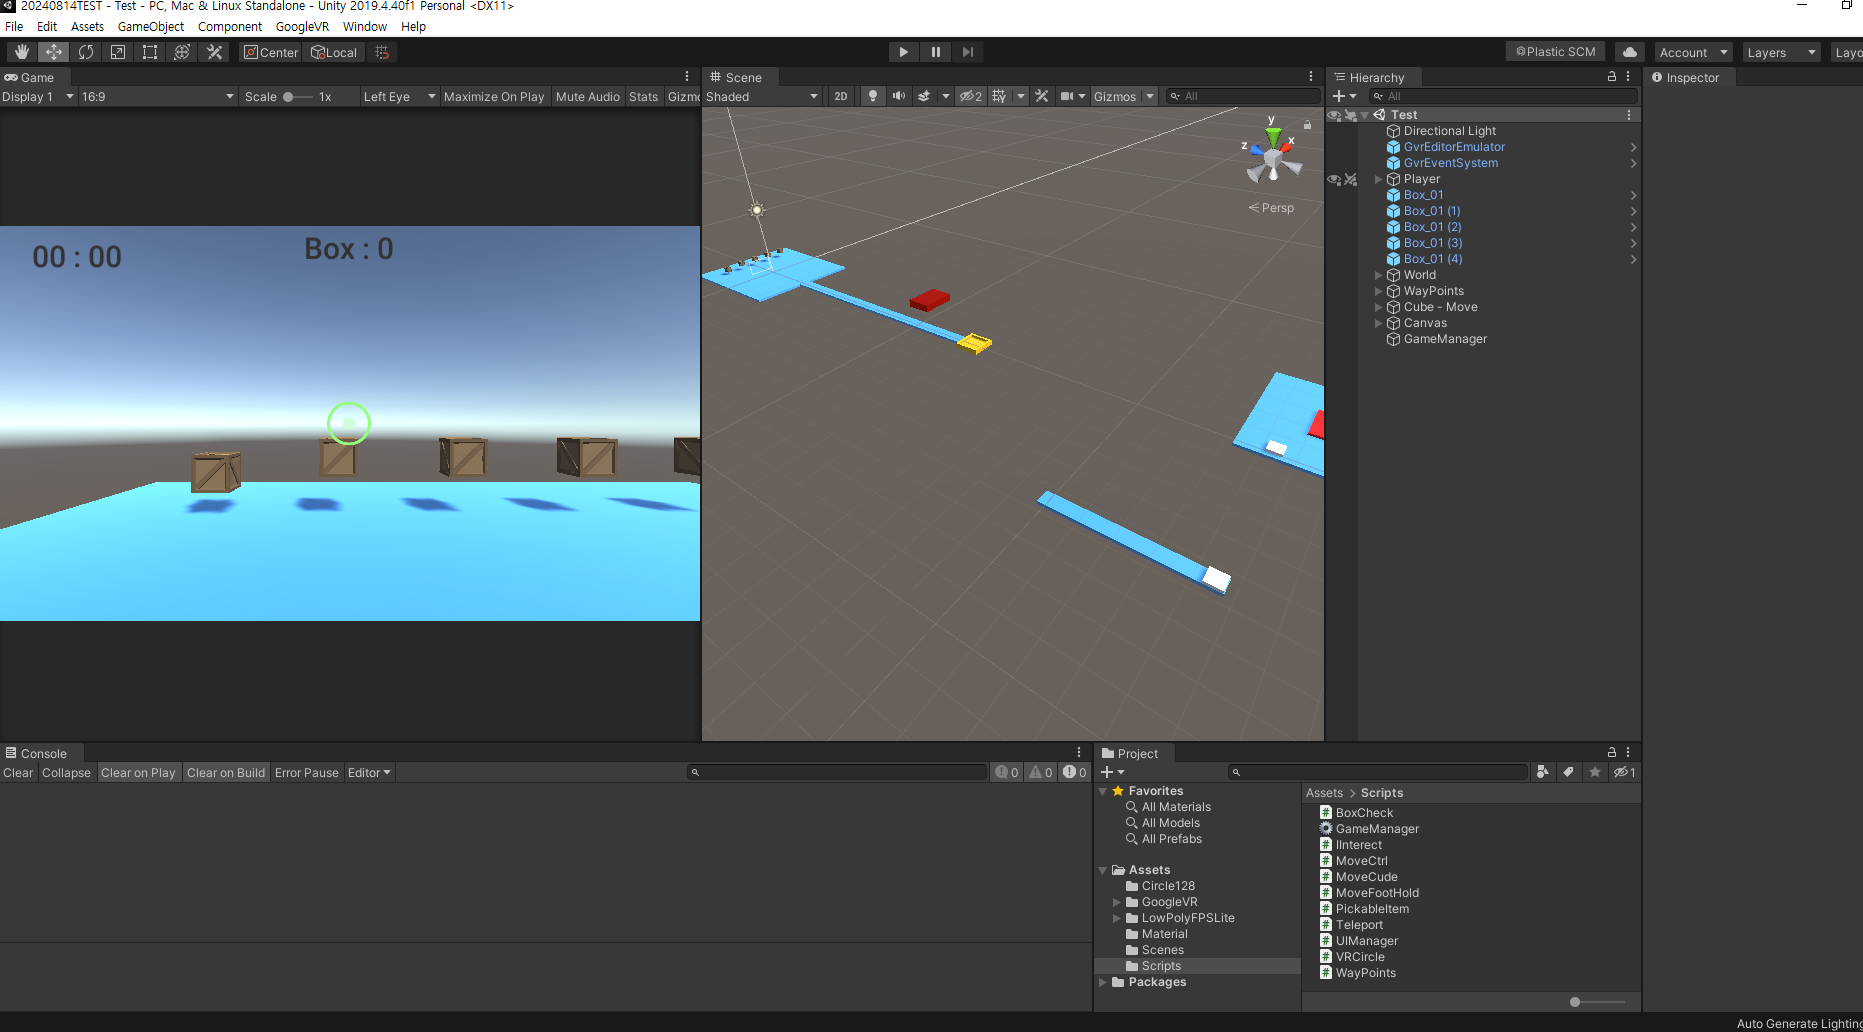 20240814TEST - Test - PC, Mac & Linux Standalone - Unity 2019.4.40f1 Personal <DX11>
File Edit Assets GameObject Component GoogleVR Window Help
Center Local Plastic SCM Account Layers Layo
Game
Display 1 16:9 Scale 1x Left Eye Maximize On Play Mute Audio Stats Gizmo
00 : 00
Box : 0
Scene
Shaded 2D 2 Gizmos All
y
x
z
Persp
Hierarchy
All
Test
Directional Light
GvrEditorEmulator
GvrEventSystem
Player
Box_01
Box_01 (1)
Box_01 (2)
Box_01 (3)
Box_01 (4)
World
WayPoints
Cube - Move
Canvas
GameManager
Inspector
Console
Clear Collapse Clear on Play Clear on Build Error Pause Editor 0 0 0
Project
1
Favorites
All Materials
All Models
All Prefabs
Assets
Circle128
GoogleVR
LowPolyFPSLite
Material
Scenes
Scripts
Packages
Assets > Scripts
BoxCheck
GameManager
IInterect
MoveCtrl
MoveCude
MoveFootHold
PickableItem
Teleport
UIManager
VRCircle
WayPoints
Auto Generate Lighting